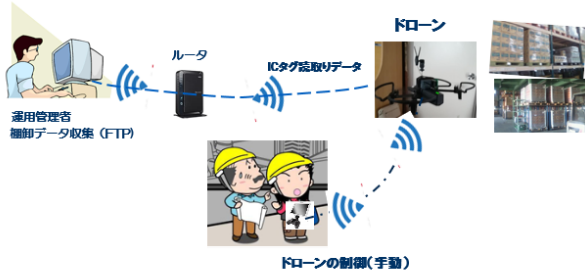 ドローン
ルータ
ICタグ読取りデータ
運用管理者
棚卸データ収集（FTP）
ドローンの制御（手動）